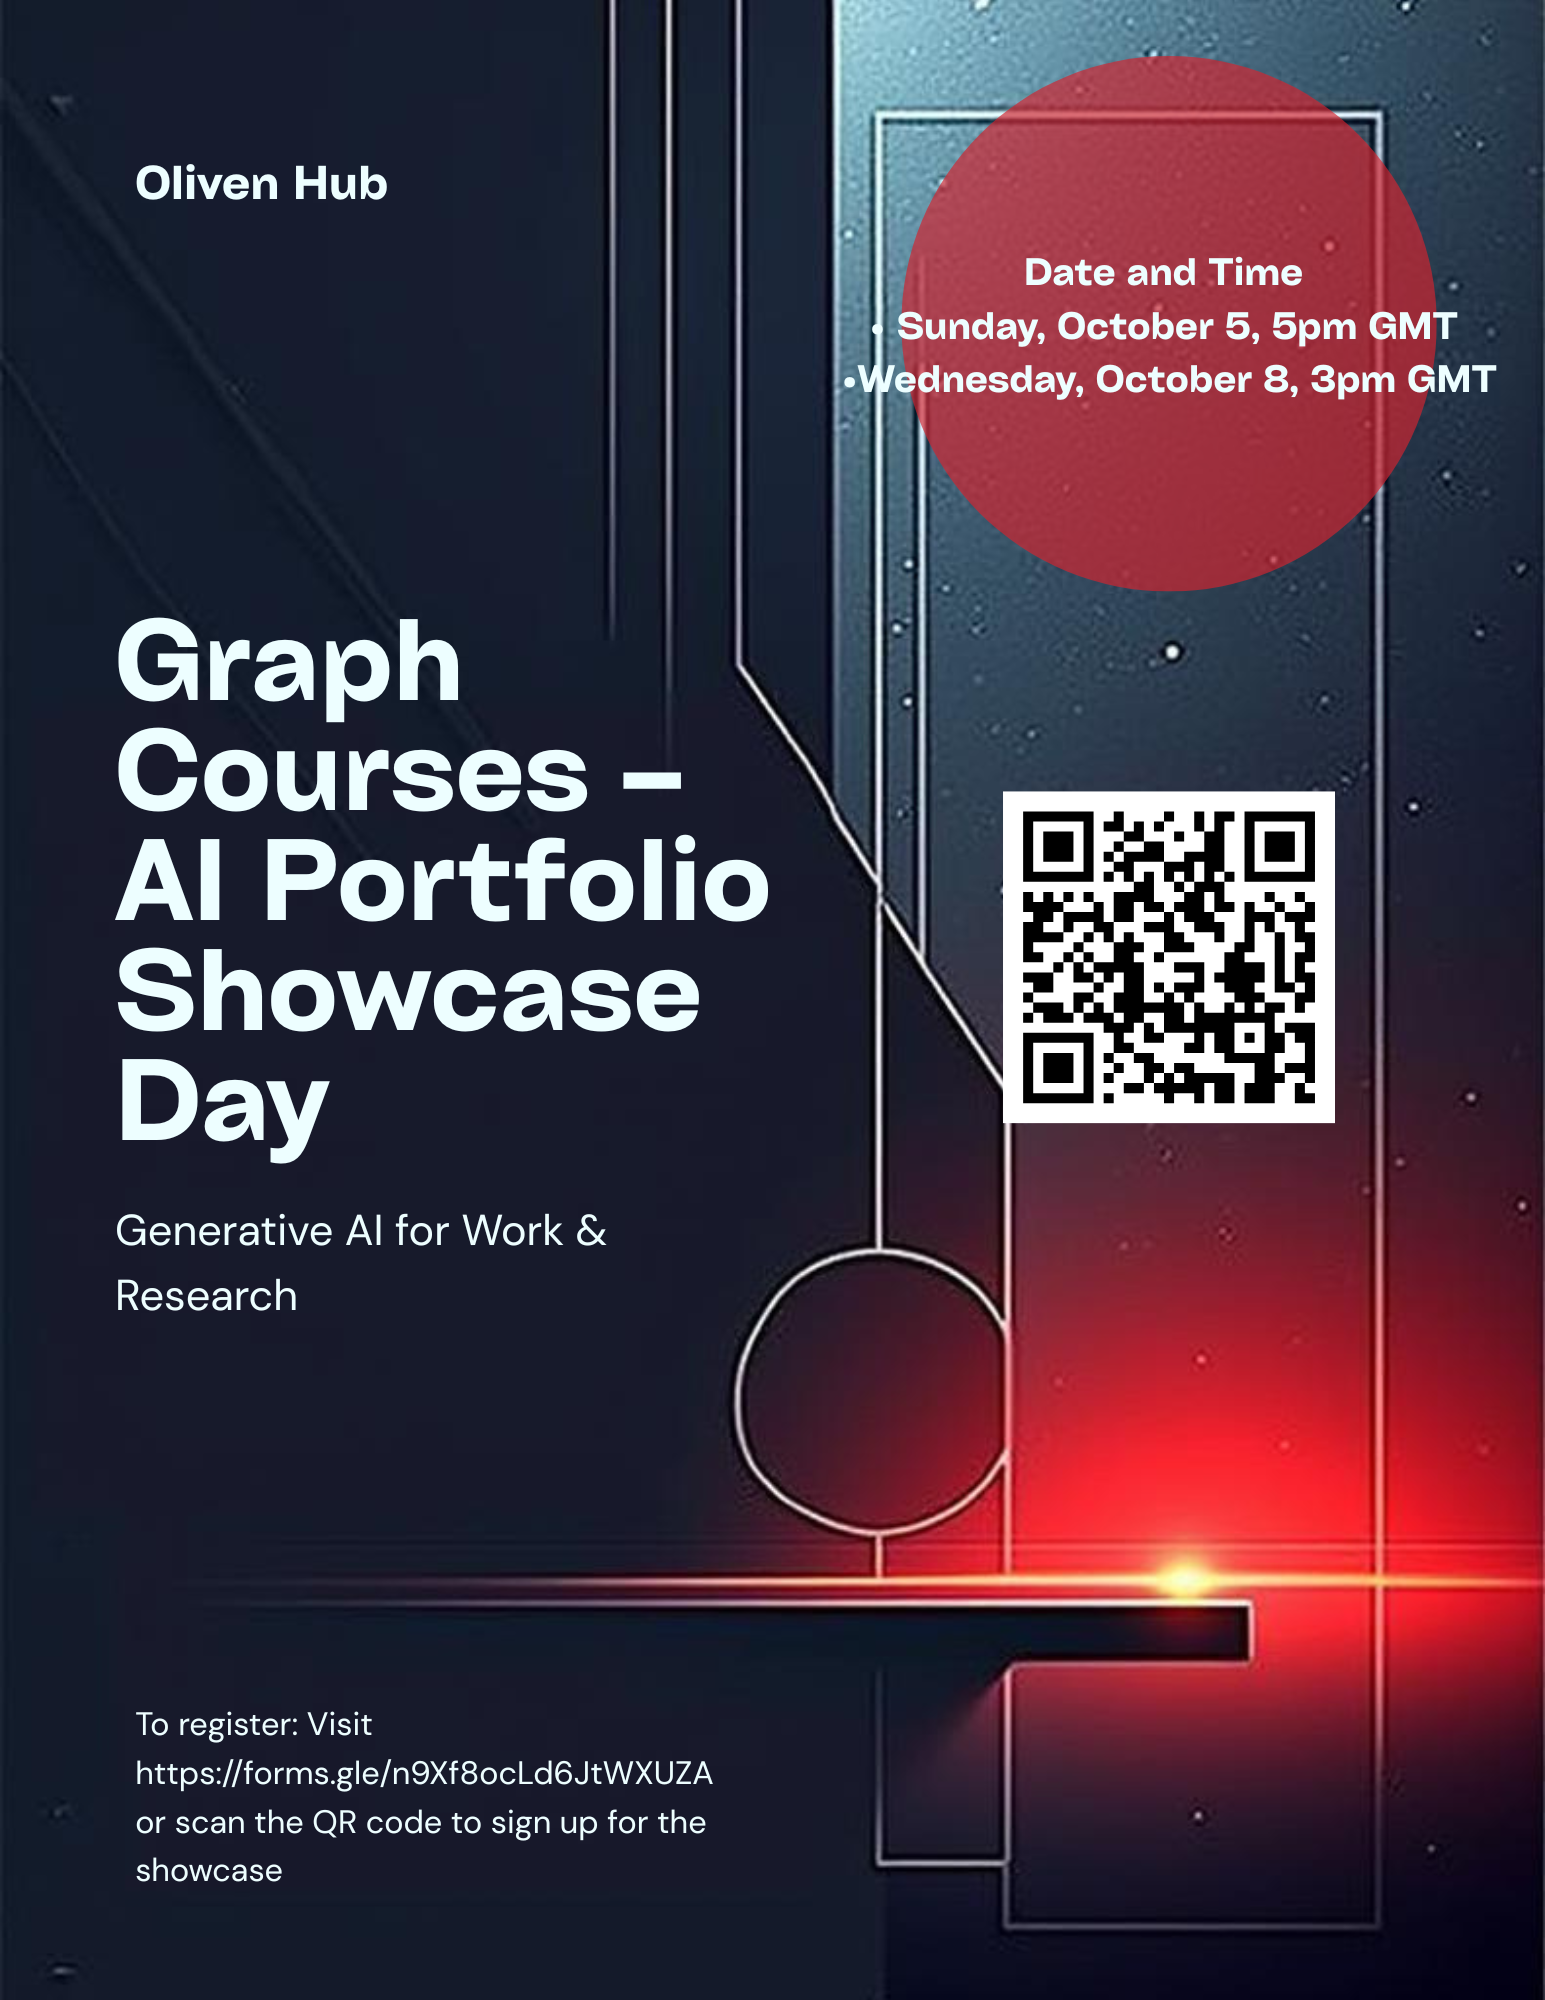 Oliven Hub
Date and Time
• Sunday, October 5, 5pm GMT
•Wednesday, October 8, 3pm GMT
Graph
Courses –
AI Portfolio
Showcase
Day
Generative AI for Work &
Research
To register: Visit
https://forms.gle/n9Xf8ocLd6JtWXUZA
or scan the QR code to sign up for the
showcase